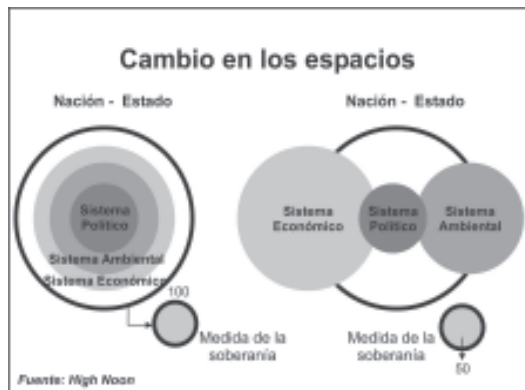 Cambio en los espacios
Nación - Estado
Sistema
Político
Sistema Ambiental
Sistema Económico
100
Medida de la
soberanía
Nación - Estado
Sistema
Económico
Sistema
Político
Sistema
Ambiental
Medida de la
soberanía
50
Fuente: High Noon